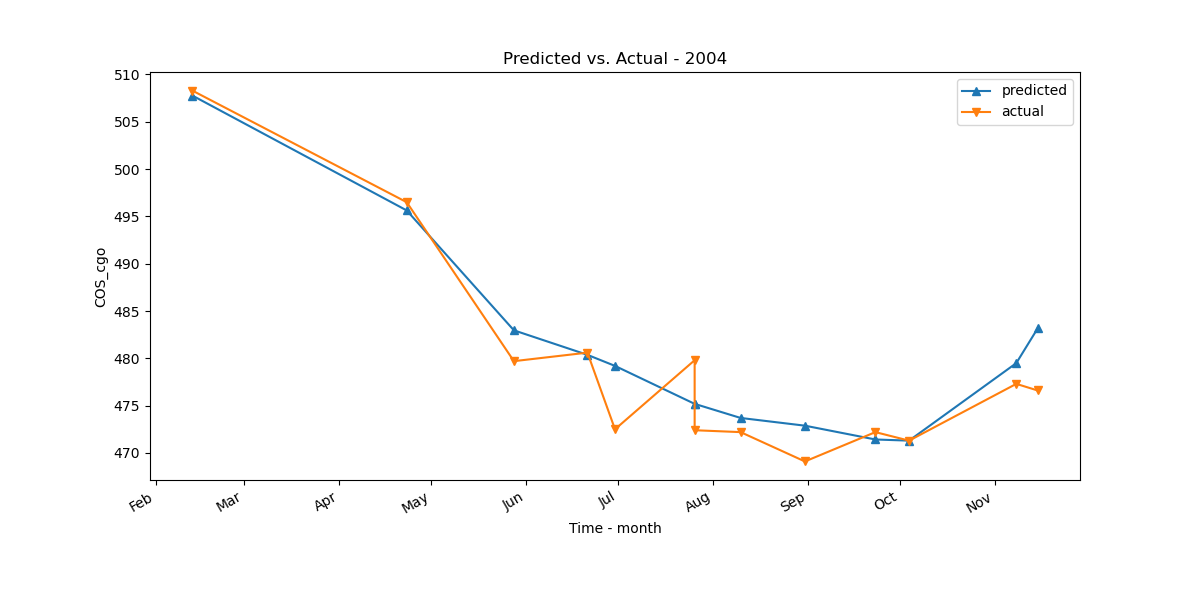 Predicted vs. Actual - 2004
predicted
actual
COS_cgo
510
505
500
495
490
485
480
475
470
Feb
Mar
Apr
May
Jun
Jul
Aug
Sep
Oct
Nov
Time - month